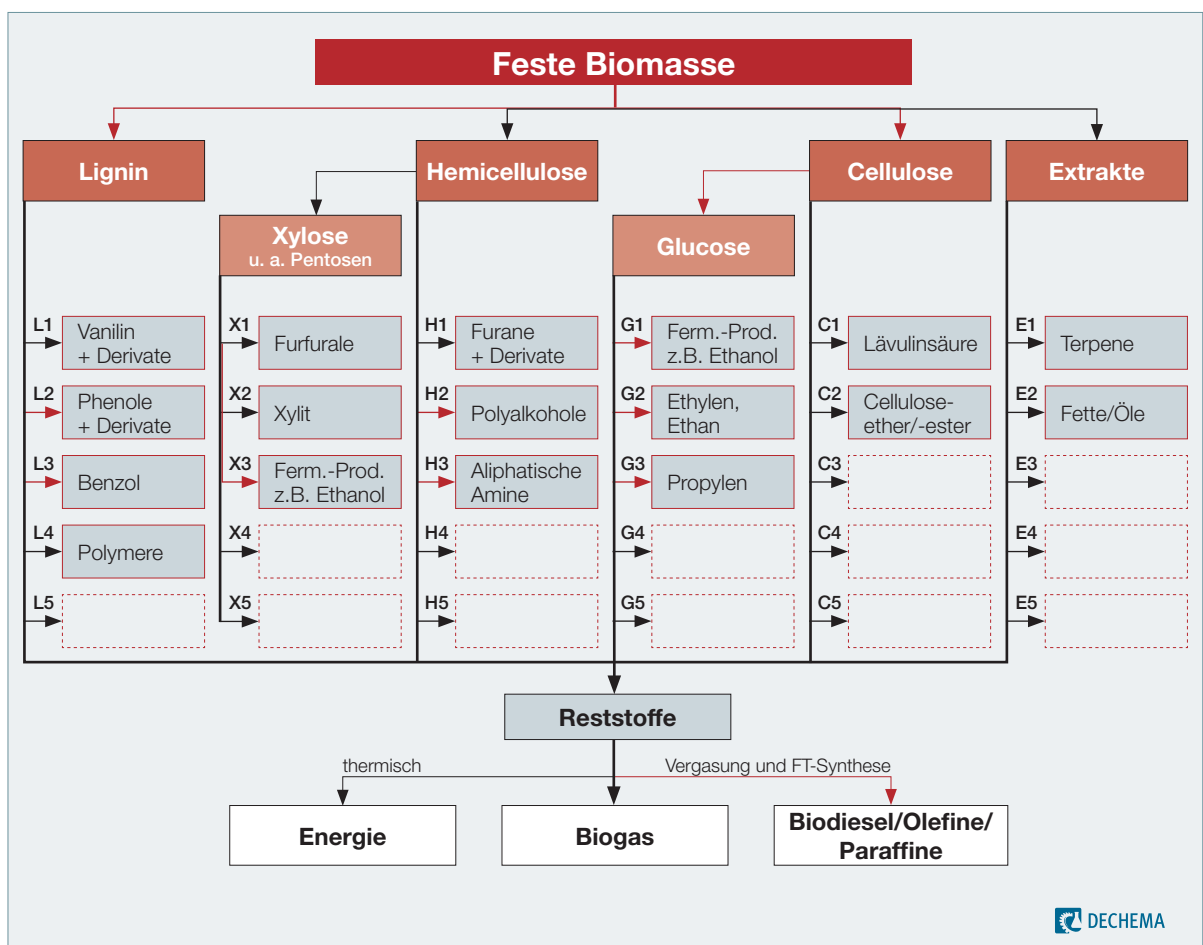 Feste Biomasse
Lignin
Hemicellulose
Cellulose
Extrakte
Xylose
u. a. Pentosen
Glucose
L1
Vanilin
+ Derivate
X1
Furfurale
H1
Furane
+ Derivate
G1
Ferm.-Prod.
z.B. Ethanol
C1
Lävulinsäure
E1
Terpene
L2
Phenole
+ Derivate
X2
Xylit
H2
Polyalkohole
G2
Ethylen,
Ethan
C2
Cellulose-
ether/-ester
E2
Fette/Öle
L3
Benzol
X3
Ferm.-Prod.
z.B. Ethanol
H3
Aliphatische
Amine
G3
Propylen
C3
E3
L4
Polymere
X4
H4
G4
C4
E4
L5
X5
H5
G5
C5
E5
Reststoffe
thermisch
Vergasung und FT-Synthese
Energie
Biogas
Biodiesel/Olefine/
Paraffine
DECHEMA